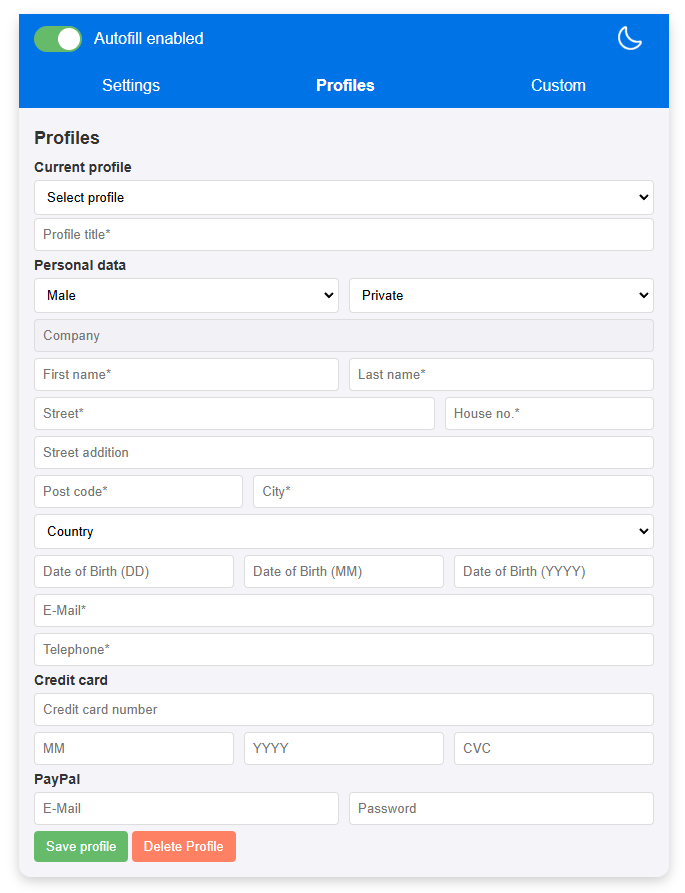 Autofill enabled
Settings Profiles Custom
Profiles
Current profile
Select profile
Profile title*
Personal data
Male Private
Company
First name* Last name*
Street* House no.*
Street addition
Post code* City*
Country
Date of Birth (DD) Date of Birth (MM) Date of Birth (YYYY)
E-Mail*
Telephone*
Credit card
Credit card number
MM YYYY CVC
PayPal
E-Mail Password
Save profile Delete Profile